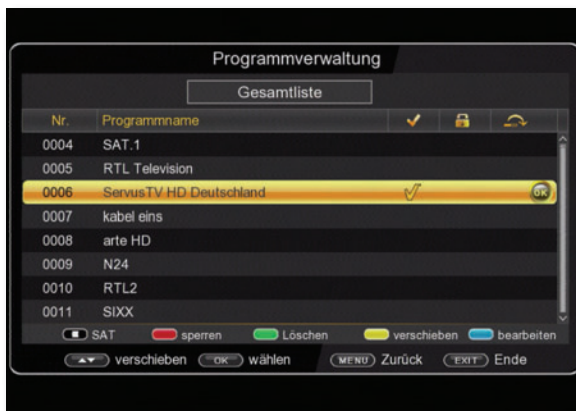 Programmverwaltung
Gesamtliste
Nr. Programmname
0004 SAT.1
0005 RTL Television
0006 ServusTV HD Deutschland OK
0007 kabel eins
0008 arte HD
0009 N24
0010 RTL2
0011 SIXX
SAT sperren Löschen verschieben bearbeiten
verschieben OK wählen MENU Zurück EXIT Ende